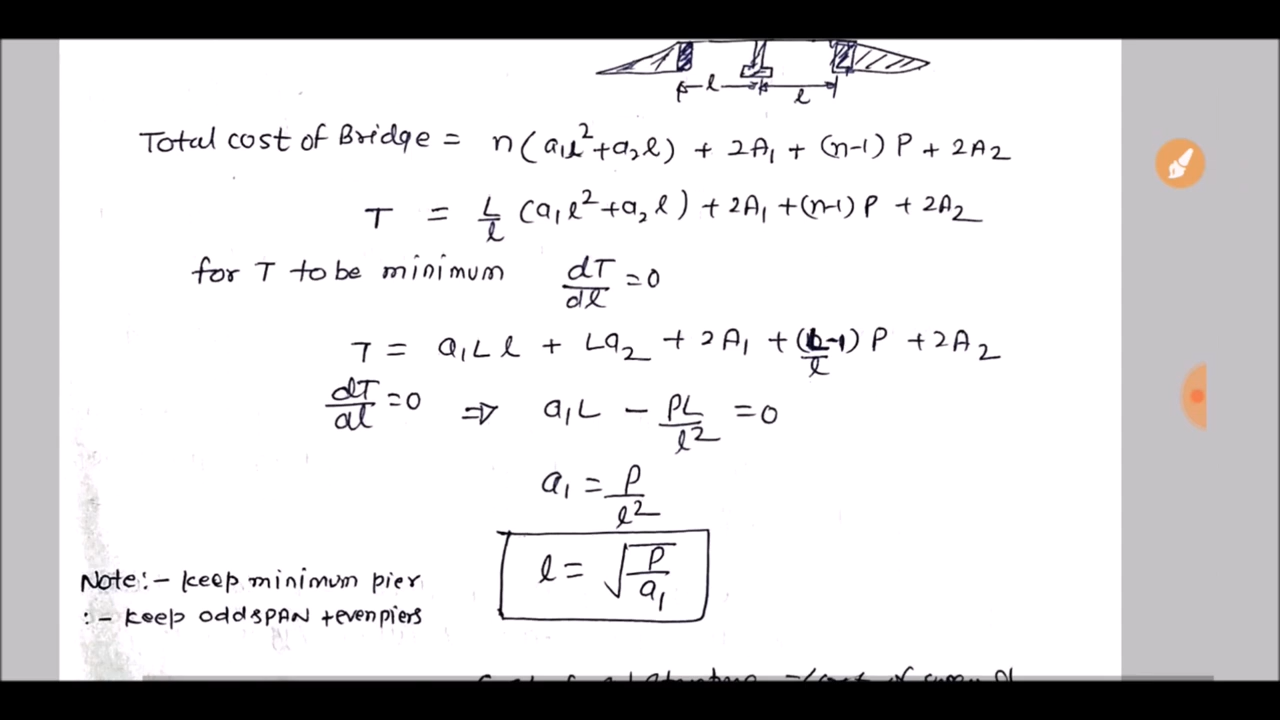 l l
Total cost of Bridge = n(a₁l²+a₂l) + 2A₁ + (n-1) P + 2A₂
T = L/l (a₁l²+a₂l) + 2A₁ + (n-1) P + 2A₂
for T to be minimum dT/dl = 0
T = a₁L l + La₂ + 2A₁ + (L/l -1) P + 2A₂
dT/dl = 0 ⇒ a₁L - PL/l² = 0
a₁ = P/l²
l = √(P/a₁)
Note:- keep minimum pier
:- keep odd SPAN + even piers